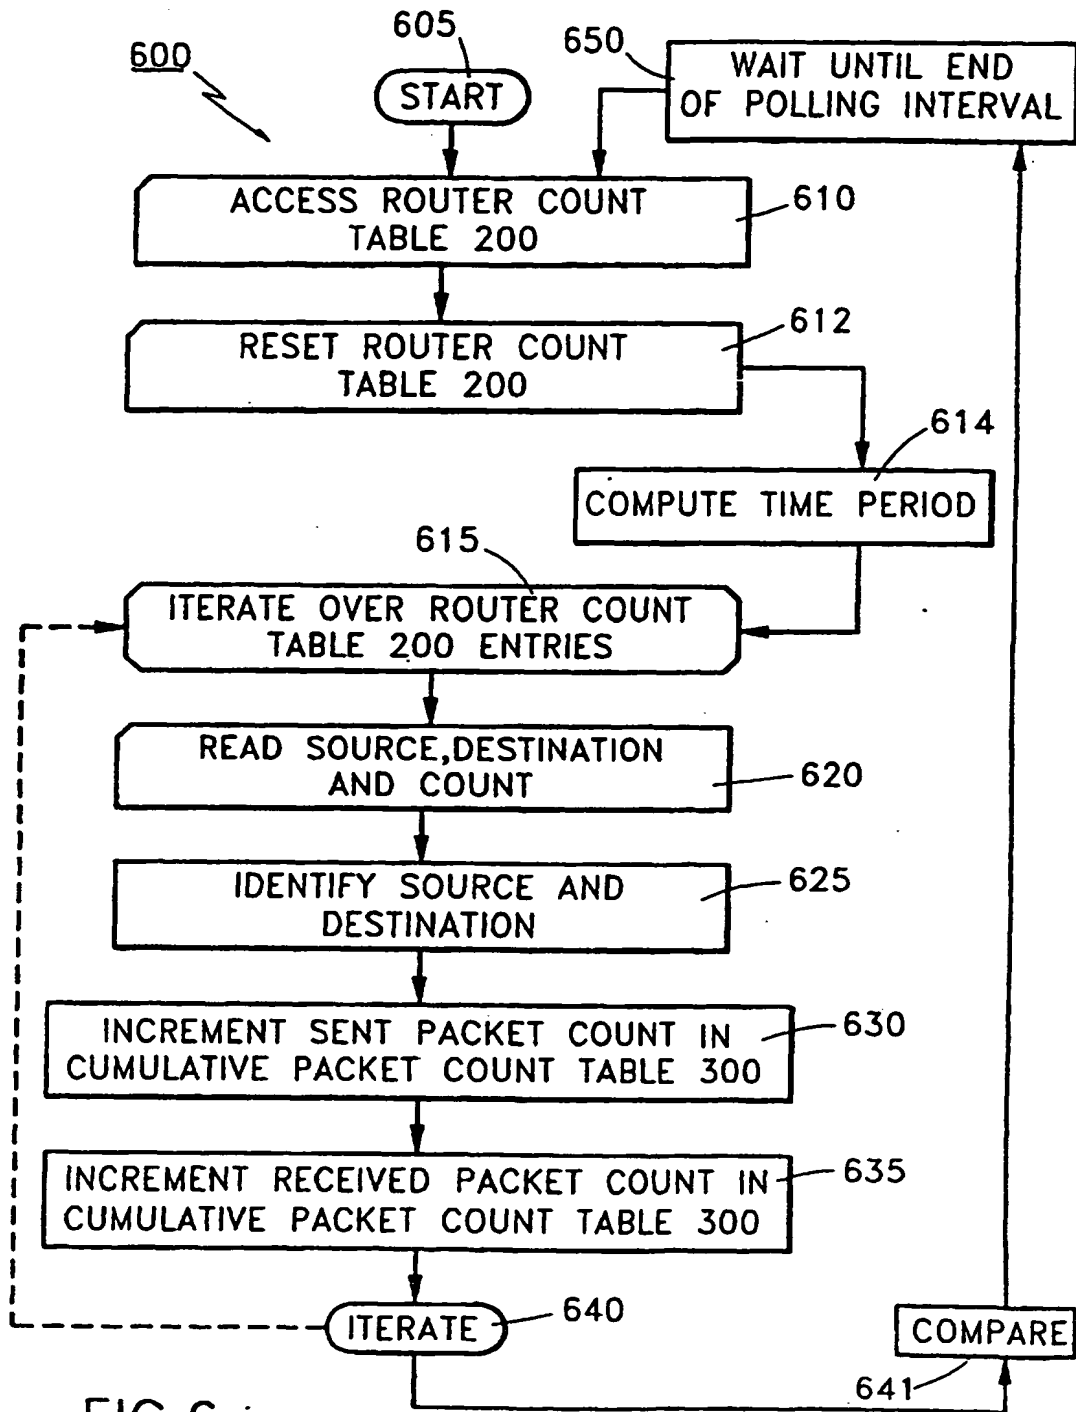 600
605
START
650
WAIT UNTIL END
OF POLLING INTERVAL
ACCESS ROUTER COUNT
TABLE 200
610
RESET ROUTER COUNT
TABLE 200
612
614
COMPUTE TIME PERIOD
615
ITERATE OVER ROUTER COUNT
TABLE 200 ENTRIES
READ SOURCE,DESTINATION
AND COUNT
620
IDENTIFY SOURCE AND
DESTINATION
625
INCREMENT SENT PACKET COUNT IN
CUMULATIVE PACKET COUNT TABLE 300
630
INCREMENT RECEIVED PACKET COUNT IN
CUMULATIVE PACKET COUNT TABLE 300
635
ITERATE
640
COMPARE
641
FIG.6